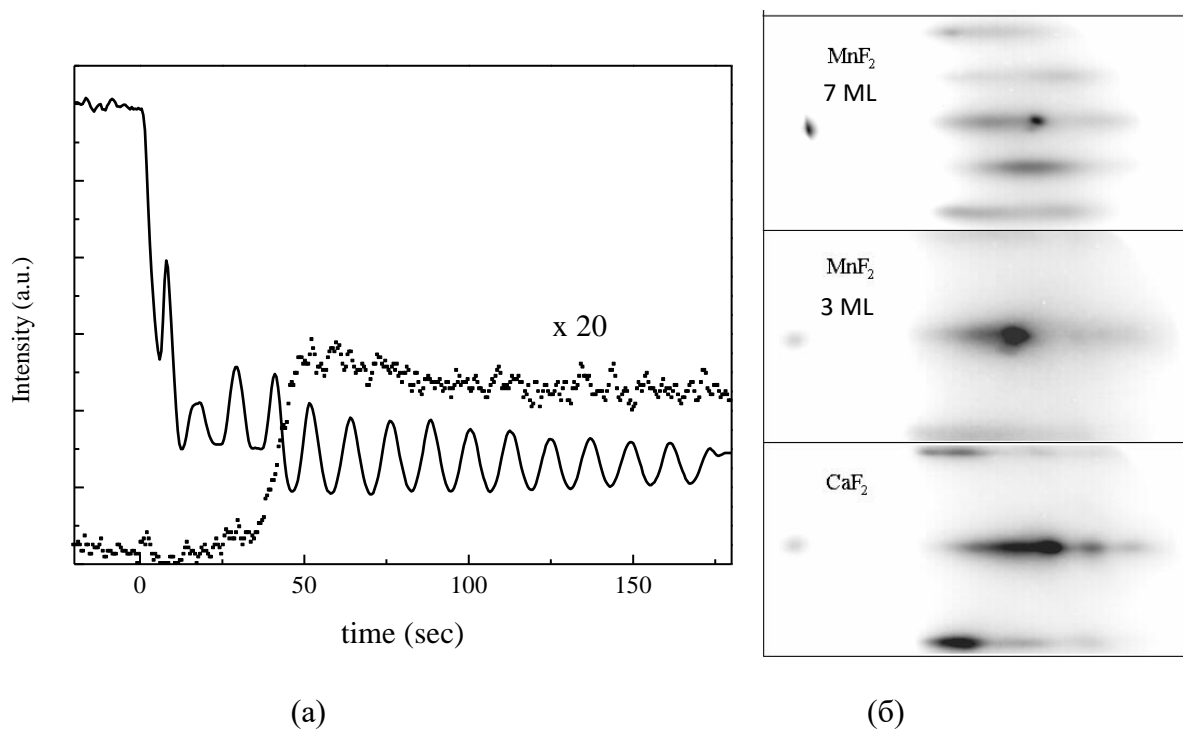 Intensity (a.u.)
x 20
0
50
100
150
time (sec)
(а)
MnF₂
7 ML
MnF₂
3 ML
CaF₂
(б)